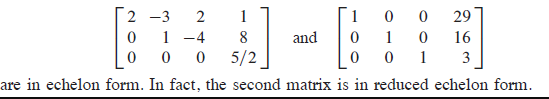 2 -3 2 1
0 1 -4 8
0 0 0 5/2
and
1 0 0 29
0 1 0 16
0 0 1 3
are in echelon form. In fact, the second matrix is in reduced echelon form.